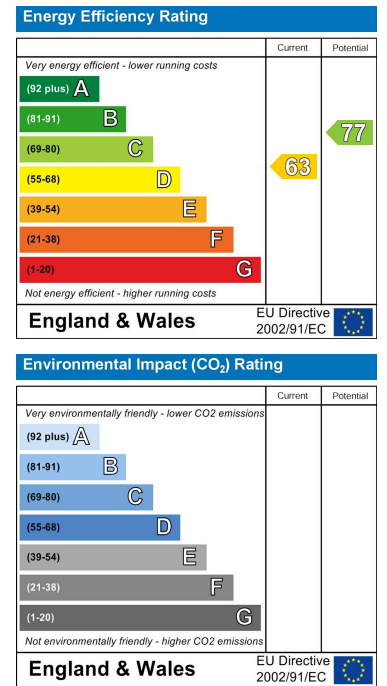 Energy Efficiency Rating
Current Potential
Very energy efficient - lower running costs
(92 plus) A
(81-91) B
(69-80) C
(55-68) D
(39-54) E
(21-38) F
(1-20) G
63
77
Not energy efficient - higher running costs
England & Wales
EU Directive
2002/91/EC
Environmental Impact (CO₂) Rating
Current Potential
Very environmentally friendly - lower CO2 emissions
(92 plus) A
(81-91) B
(69-80) C
(55-68) D
(39-54) E
(21-38) F
(1-20) G
Not environmentally friendly - higher CO2 emissions
England & Wales
EU Directive
2002/91/EC